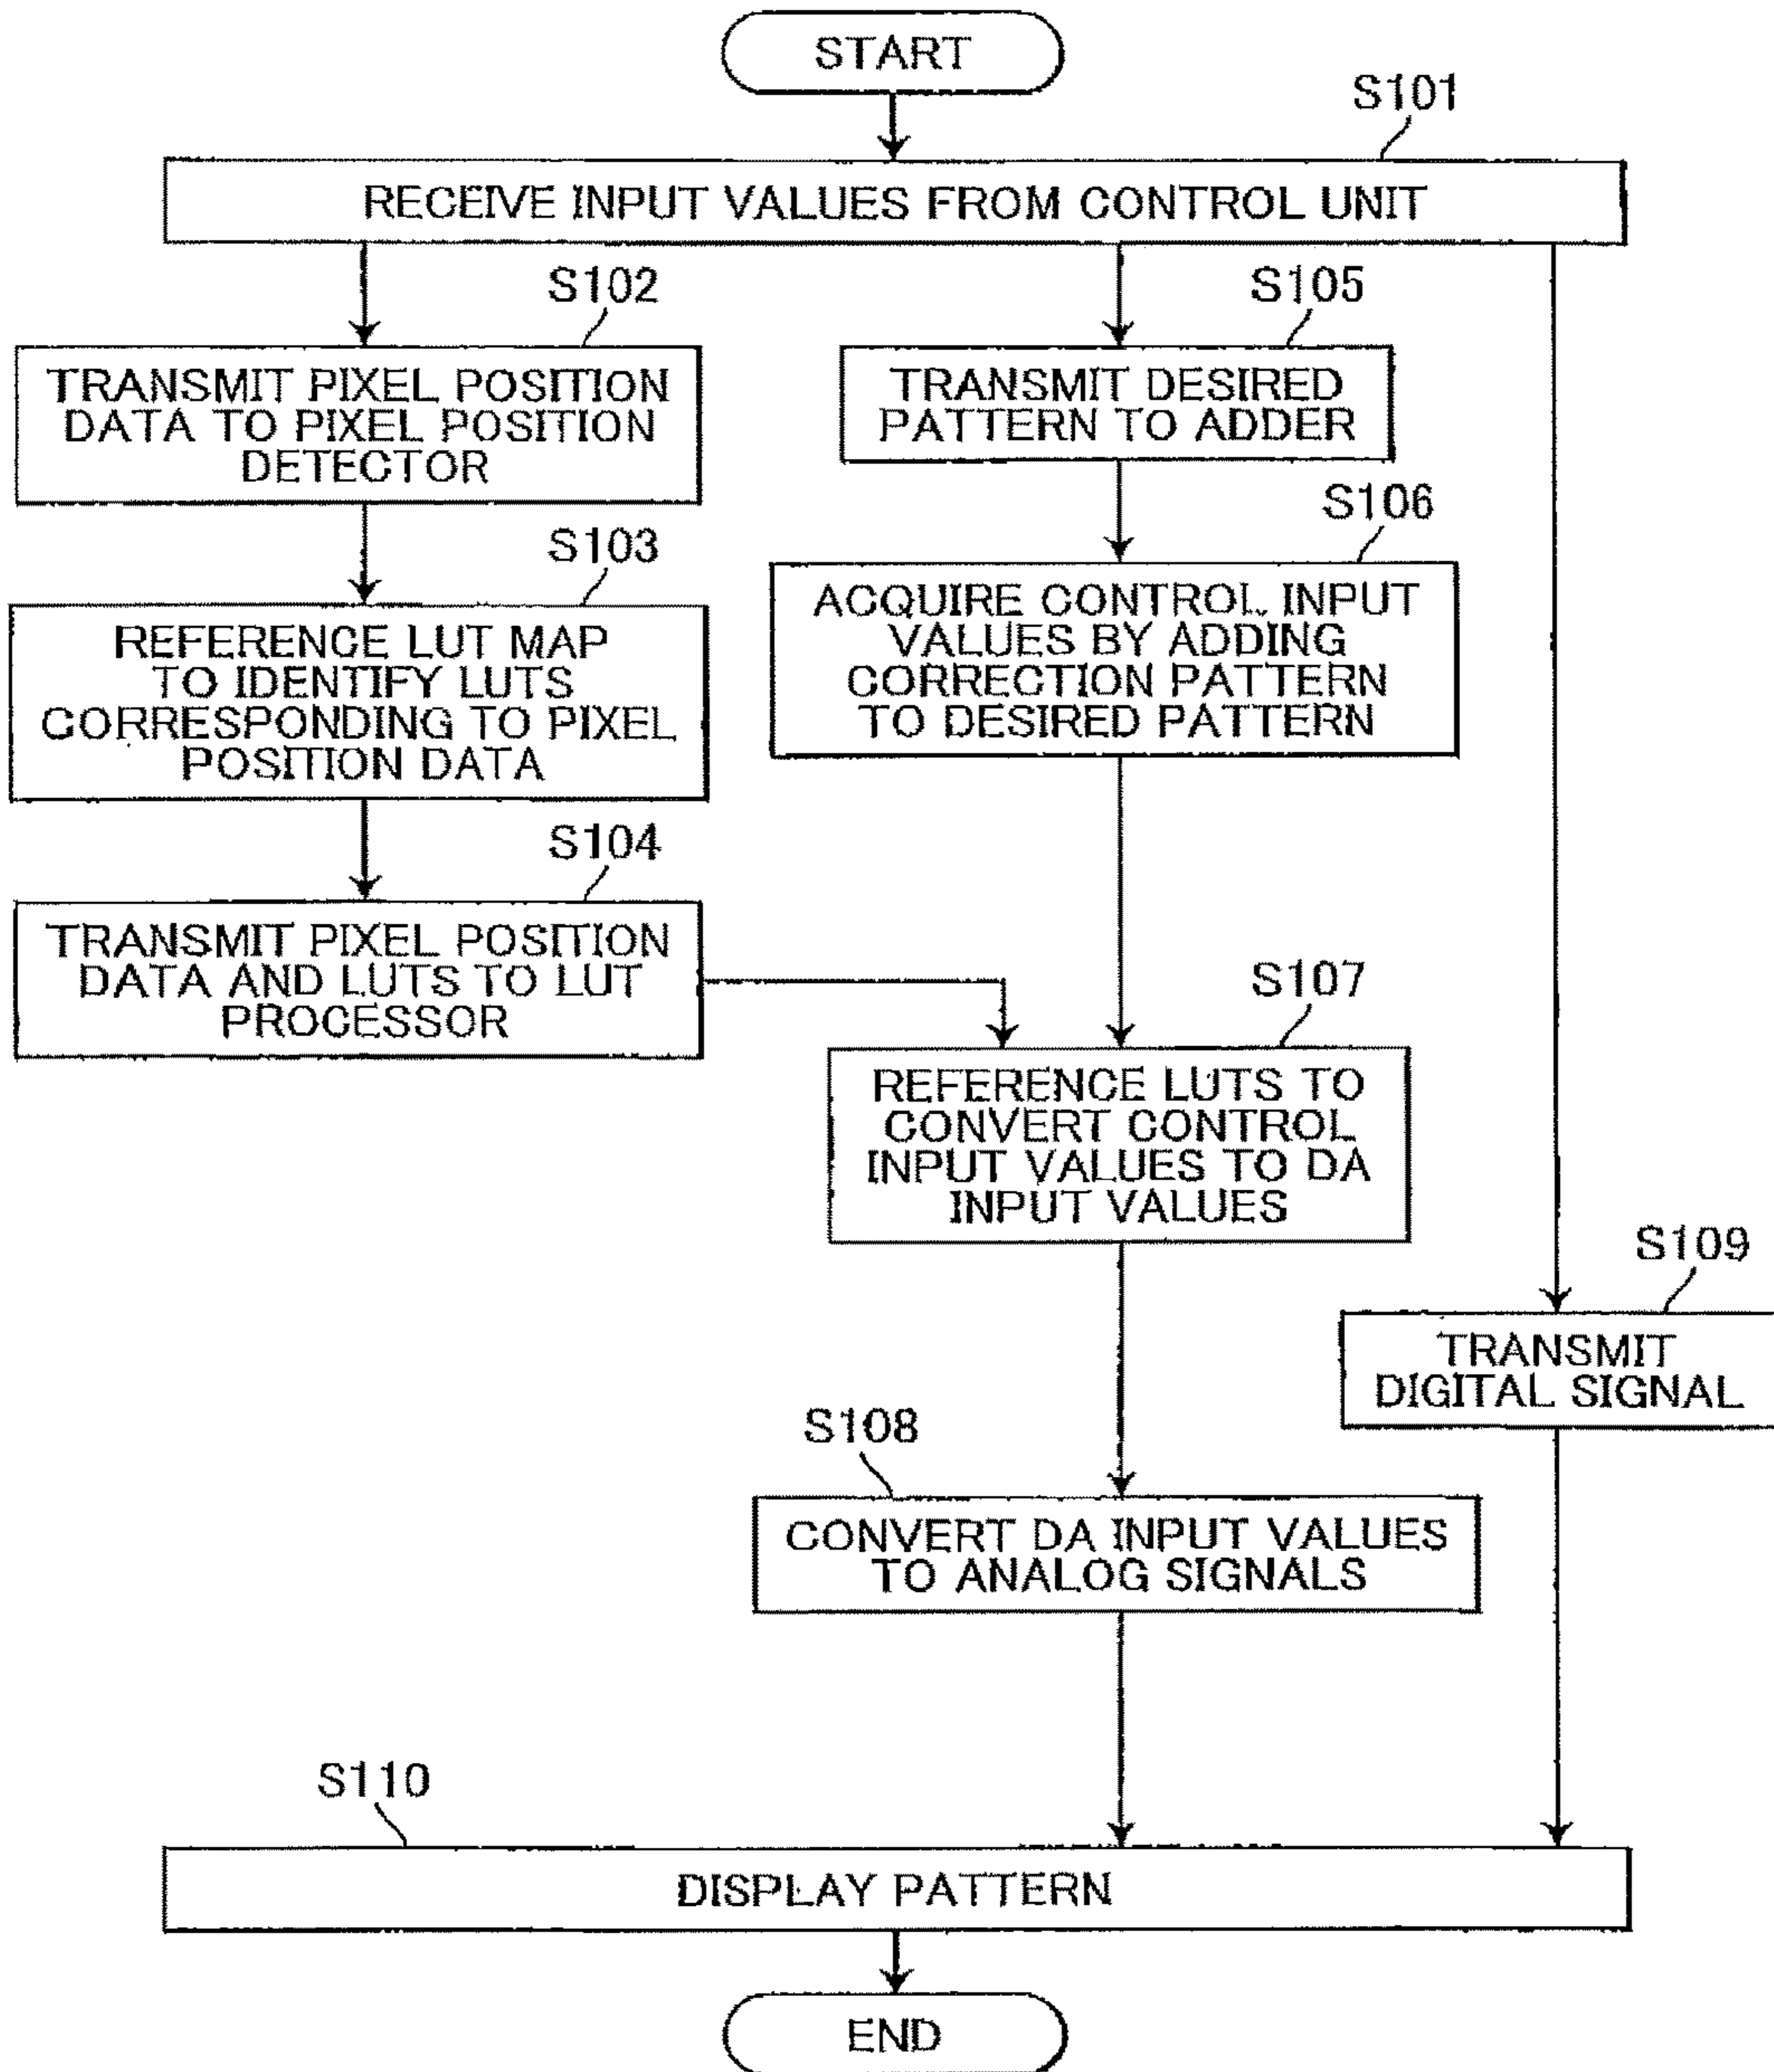 START
S101
RECEIVE INPUT VALUES FROM CONTROL UNIT
S102
TRANSMIT PIXEL POSITION
DATA TO PIXEL POSITION
DETECTOR
S103
REFERENCE LUT MAP
TO IDENTIFY LUTS
CORRESPONDING TO PIXEL
POSITION DATA
S104
TRANSMIT PIXEL POSITION
DATA AND LUTS TO LUT
PROCESSOR
S105
TRANSMIT DESIRED
PATTERN TO ADDER
S106
ACQUIRE CONTROL INPUT
VALUES BY ADDING
CORRECTION PATTERN
TO DESIRED PATTERN
S107
REFERENCE LUTS TO
CONVERT CONTROL
INPUT VALUES TO DA
INPUT VALUES
S108
CONVERT DA INPUT VALUES
TO ANALOG SIGNALS
S109
TRANSMIT
DIGITAL SIGNAL
S110
DISPLAY PATTERN
END